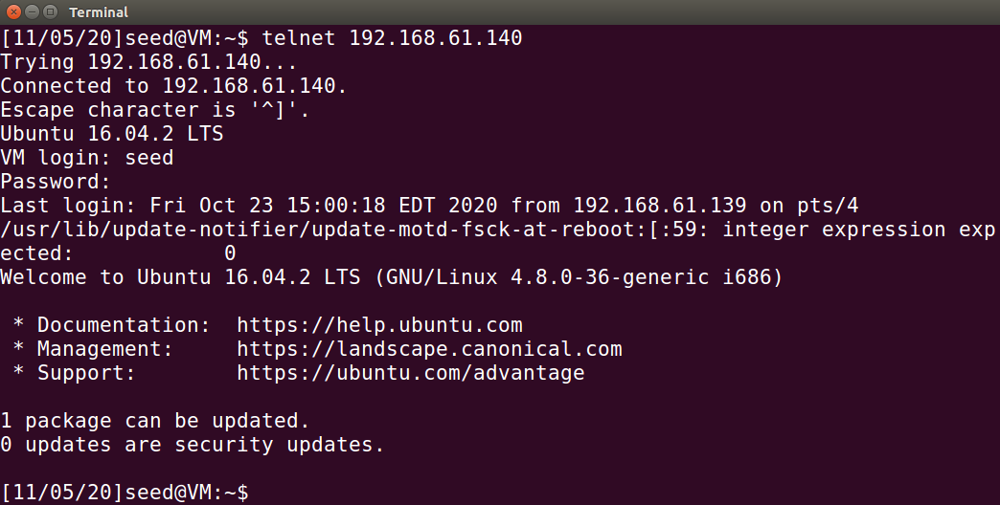 Terminal
[11/05/20]seed@VM:~$ telnet 192.168.61.140
Trying 192.168.61.140...
Connected to 192.168.61.140.
Escape character is '^]'.
Ubuntu 16.04.2 LTS
VM login: seed
Password:
Last login: Fri Oct 23 15:00:18 EDT 2020 from 192.168.61.139 on pts/4
/usr/lib/update-notifier/update-motd-fsck-at-reboot:[:59: integer expression exp
ected:            0
Welcome to Ubuntu 16.04.2 LTS (GNU/Linux 4.8.0-36-generic i686)

 * Documentation:  https://help.ubuntu.com
 * Management:     https://landscape.canonical.com
 * Support:        https://ubuntu.com/advantage

1 package can be updated.
0 updates are security updates.

[11/05/20]seed@VM:~$